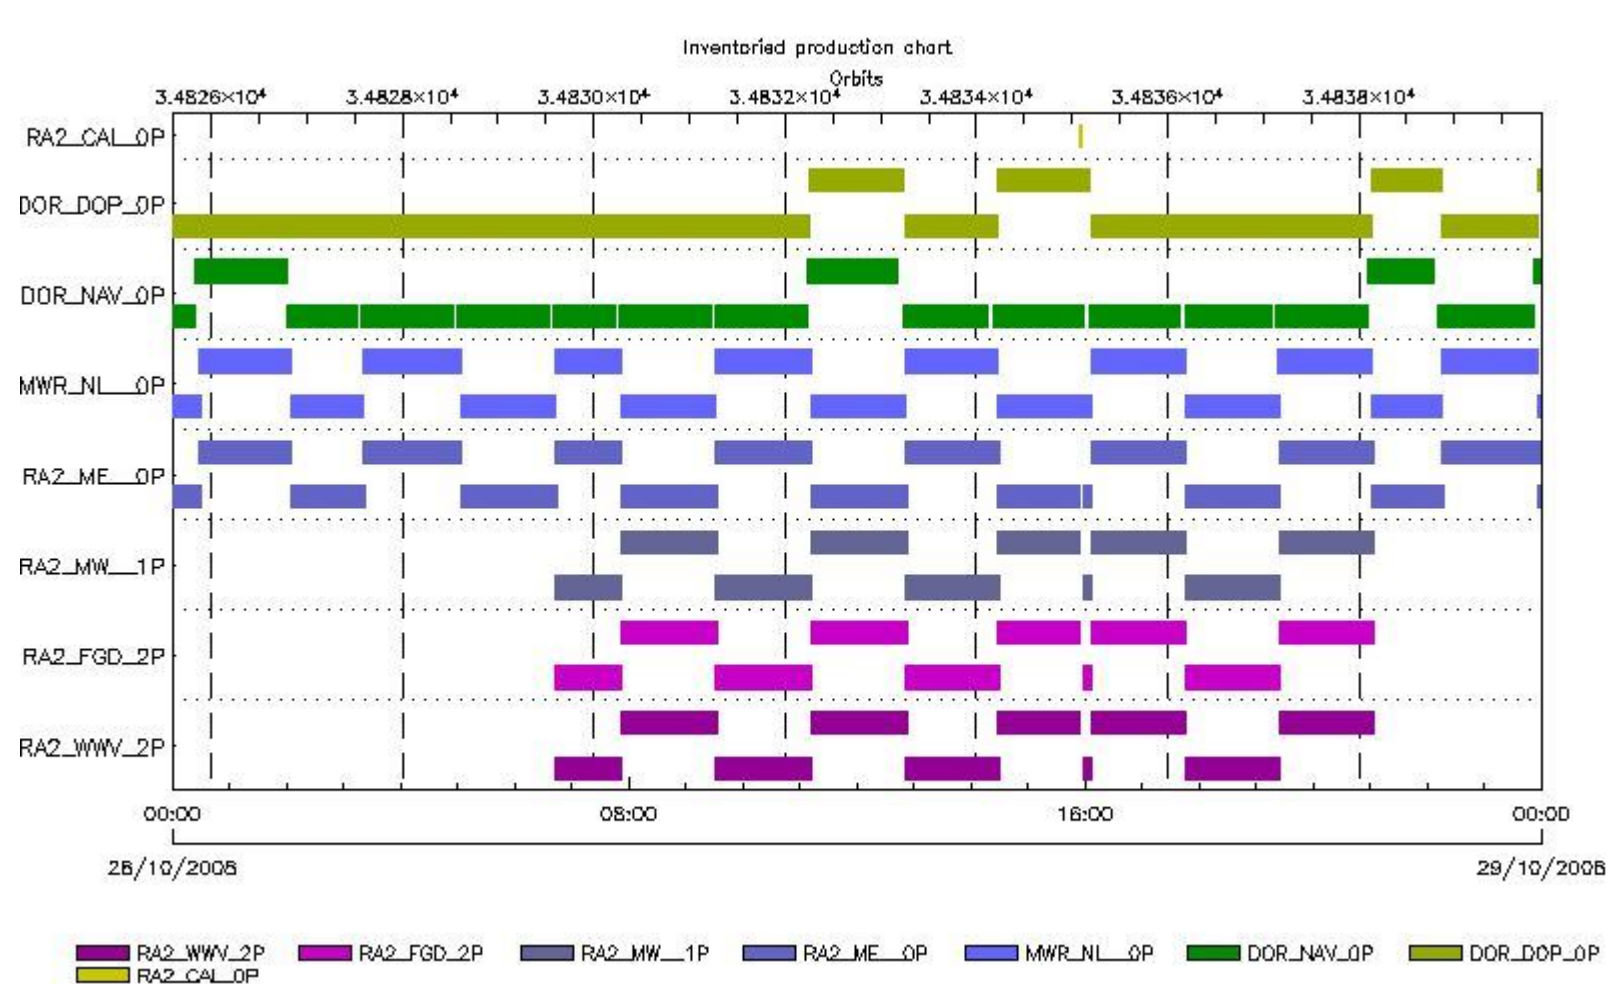 Inventoried production chart
Orbits
3.4826×10⁴ 3.4828×10⁴ 3.4830×10⁴ 3.4832×10⁴ 3.4834×10⁴ 3.4836×10⁴ 3.4838×10⁴
RA2_CAL_0P
DOR_DOP_0P
DOR_NAV_0P
MWR_NL__0P
RA2_ME__0P
RA2_MW__1P
RA2_FGD_2P
RA2_WWV_2P
00:00 08:00 16:00 00:00
28/10/2008 29/10/2008
RA2_WWV_2P RA2_FGD_2P RA2_MW__1P RA2_ME__0P MWR_NL__0P DOR_NAV_0P DOR_DOP_0P
RA2_CAL_0P